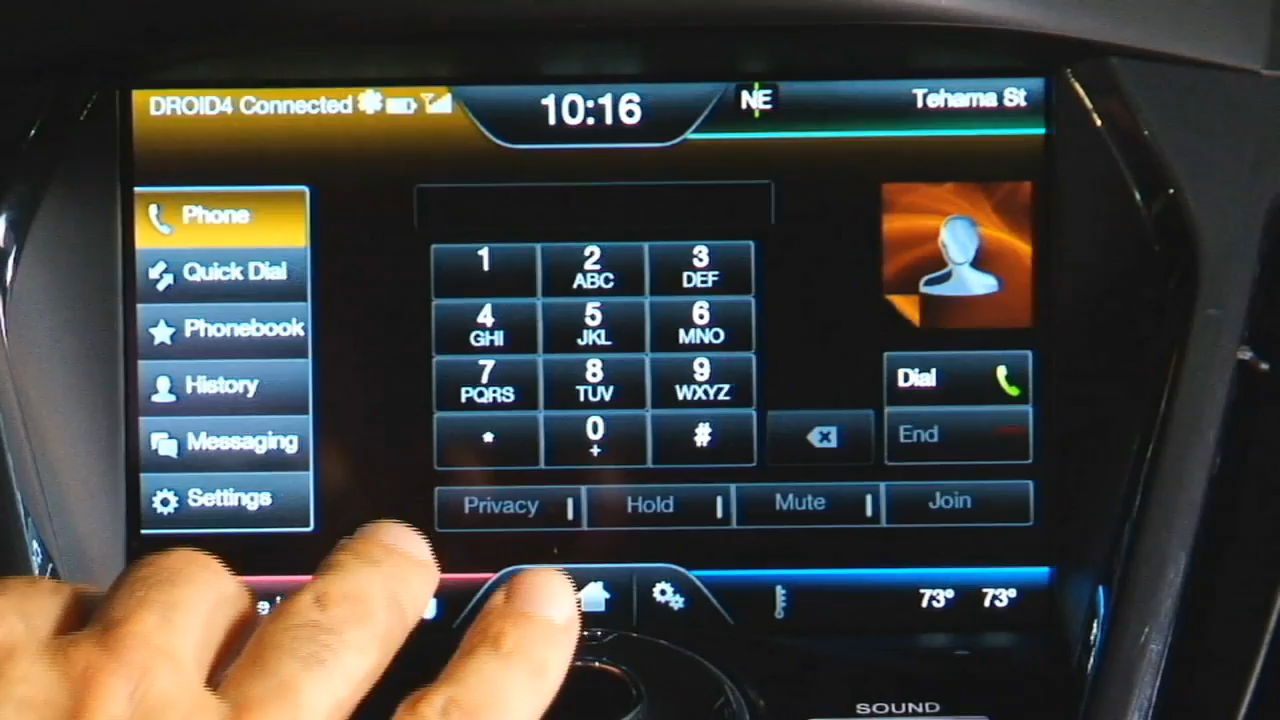 DROID4 Connected
10:16
NE
Tehama St
Phone
Quick Dial
Phonebook
History
Messaging
Settings
1
2 ABC
3 DEF
4 GHI
5 JKL
6 MNO
7 PQRS
8 TUV
9 WXYZ
*
0 +
#
Dial
End
Privacy
Hold
Mute
Join
73° 73°
SOUND